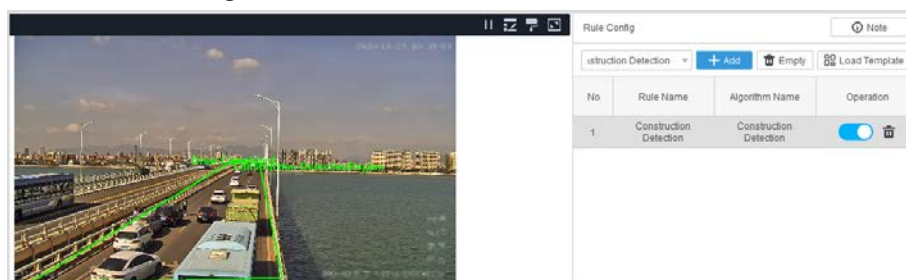 Rule Config
Note
struction Detection
+ Add
Empty
Load Template
No
Rule Name
Algorithm Name
Operation
1
Construction
Detection
Construction
Detection